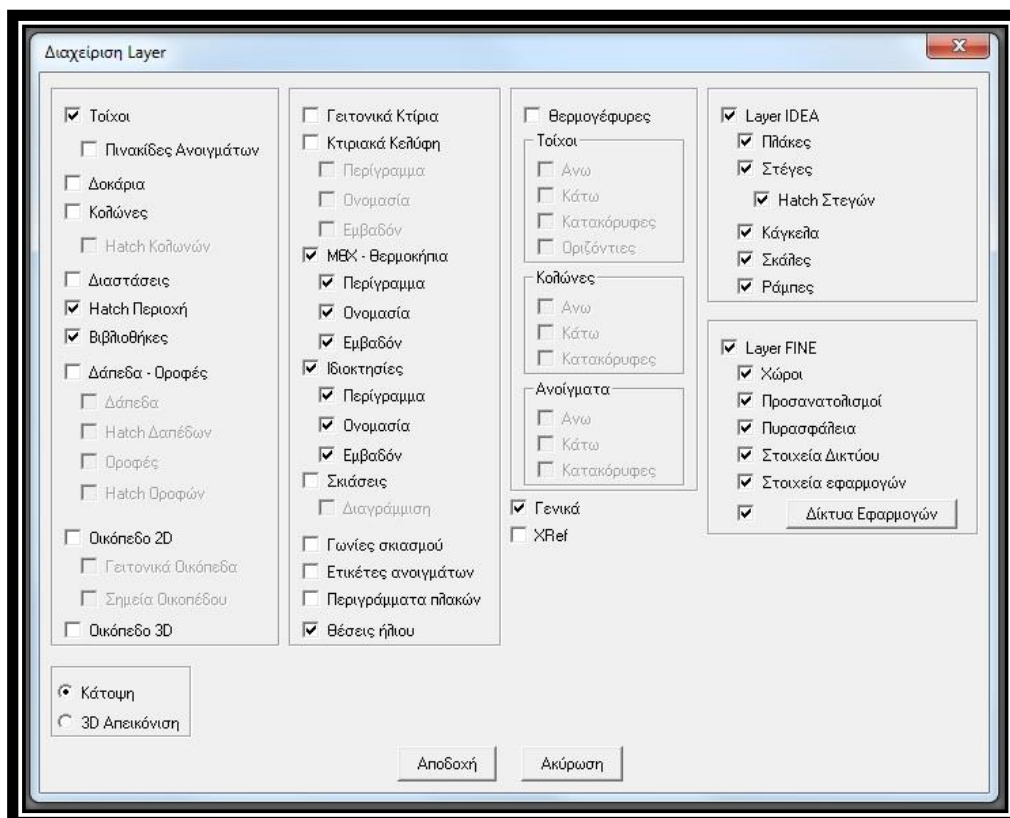 Διαχείριση Layer
Τοίχοι
Πινακίδες Ανοιγμάτων
Δοκάρια
Κολώνες
Hatch Κολωνών
Διαστάσεις
Hatch Περιοχή
Βιβλιοθήκες
Δάπεδα - Οροφές
Δάπεδα
Hatch Δαπέδων
Οροφές
Hatch Οροφών
Οικόπεδο 2D
Γειτονικά Οικόπεδα
Σημεία Οικοπέδου
Οικόπεδο 3D
Γειτονικά Κτίρια
Κτιριακά Κελύφη
Περίγραμμα
Ονομασία
Εμβαδόν
ΜΘΧ - Θερμοκήπια
Περίγραμμα
Ονομασία
Εμβαδόν
Ιδιοκτησίες
Περίγραμμα
Ονομασία
Εμβαδόν
Σκιάσεις
Διαγράμμιση
Γωνίες σκιασμού
Ετικέτες ανοιγμάτων
Περιγράμματα πλακών
Θέσεις ήλιου
Θερμογέφυρες
Τοίχοι
Ανω
Κάτω
Κατακόρυφες
Οριζόντιες
Κολώνες
Ανω
Κάτω
Κατακόρυφες
Ανοίγματα
Ανω
Κάτω
Κατακόρυφες
Γενικά
XRef
Layer IDEA
Πλάκες
Στέγες
Hatch Στεγών
Κάγκελα
Σκάλες
Ράμπες
Layer FINE
Χώροι
Προσανατολισμοί
Πυρασφάλεια
Στοιχεία Δικτύου
Στοιχεία εφαρμογών
Δίκτυα Εφαρμογών
Κάτοψη
3D Απεικόνιση
Αποδοχή
Ακύρωση